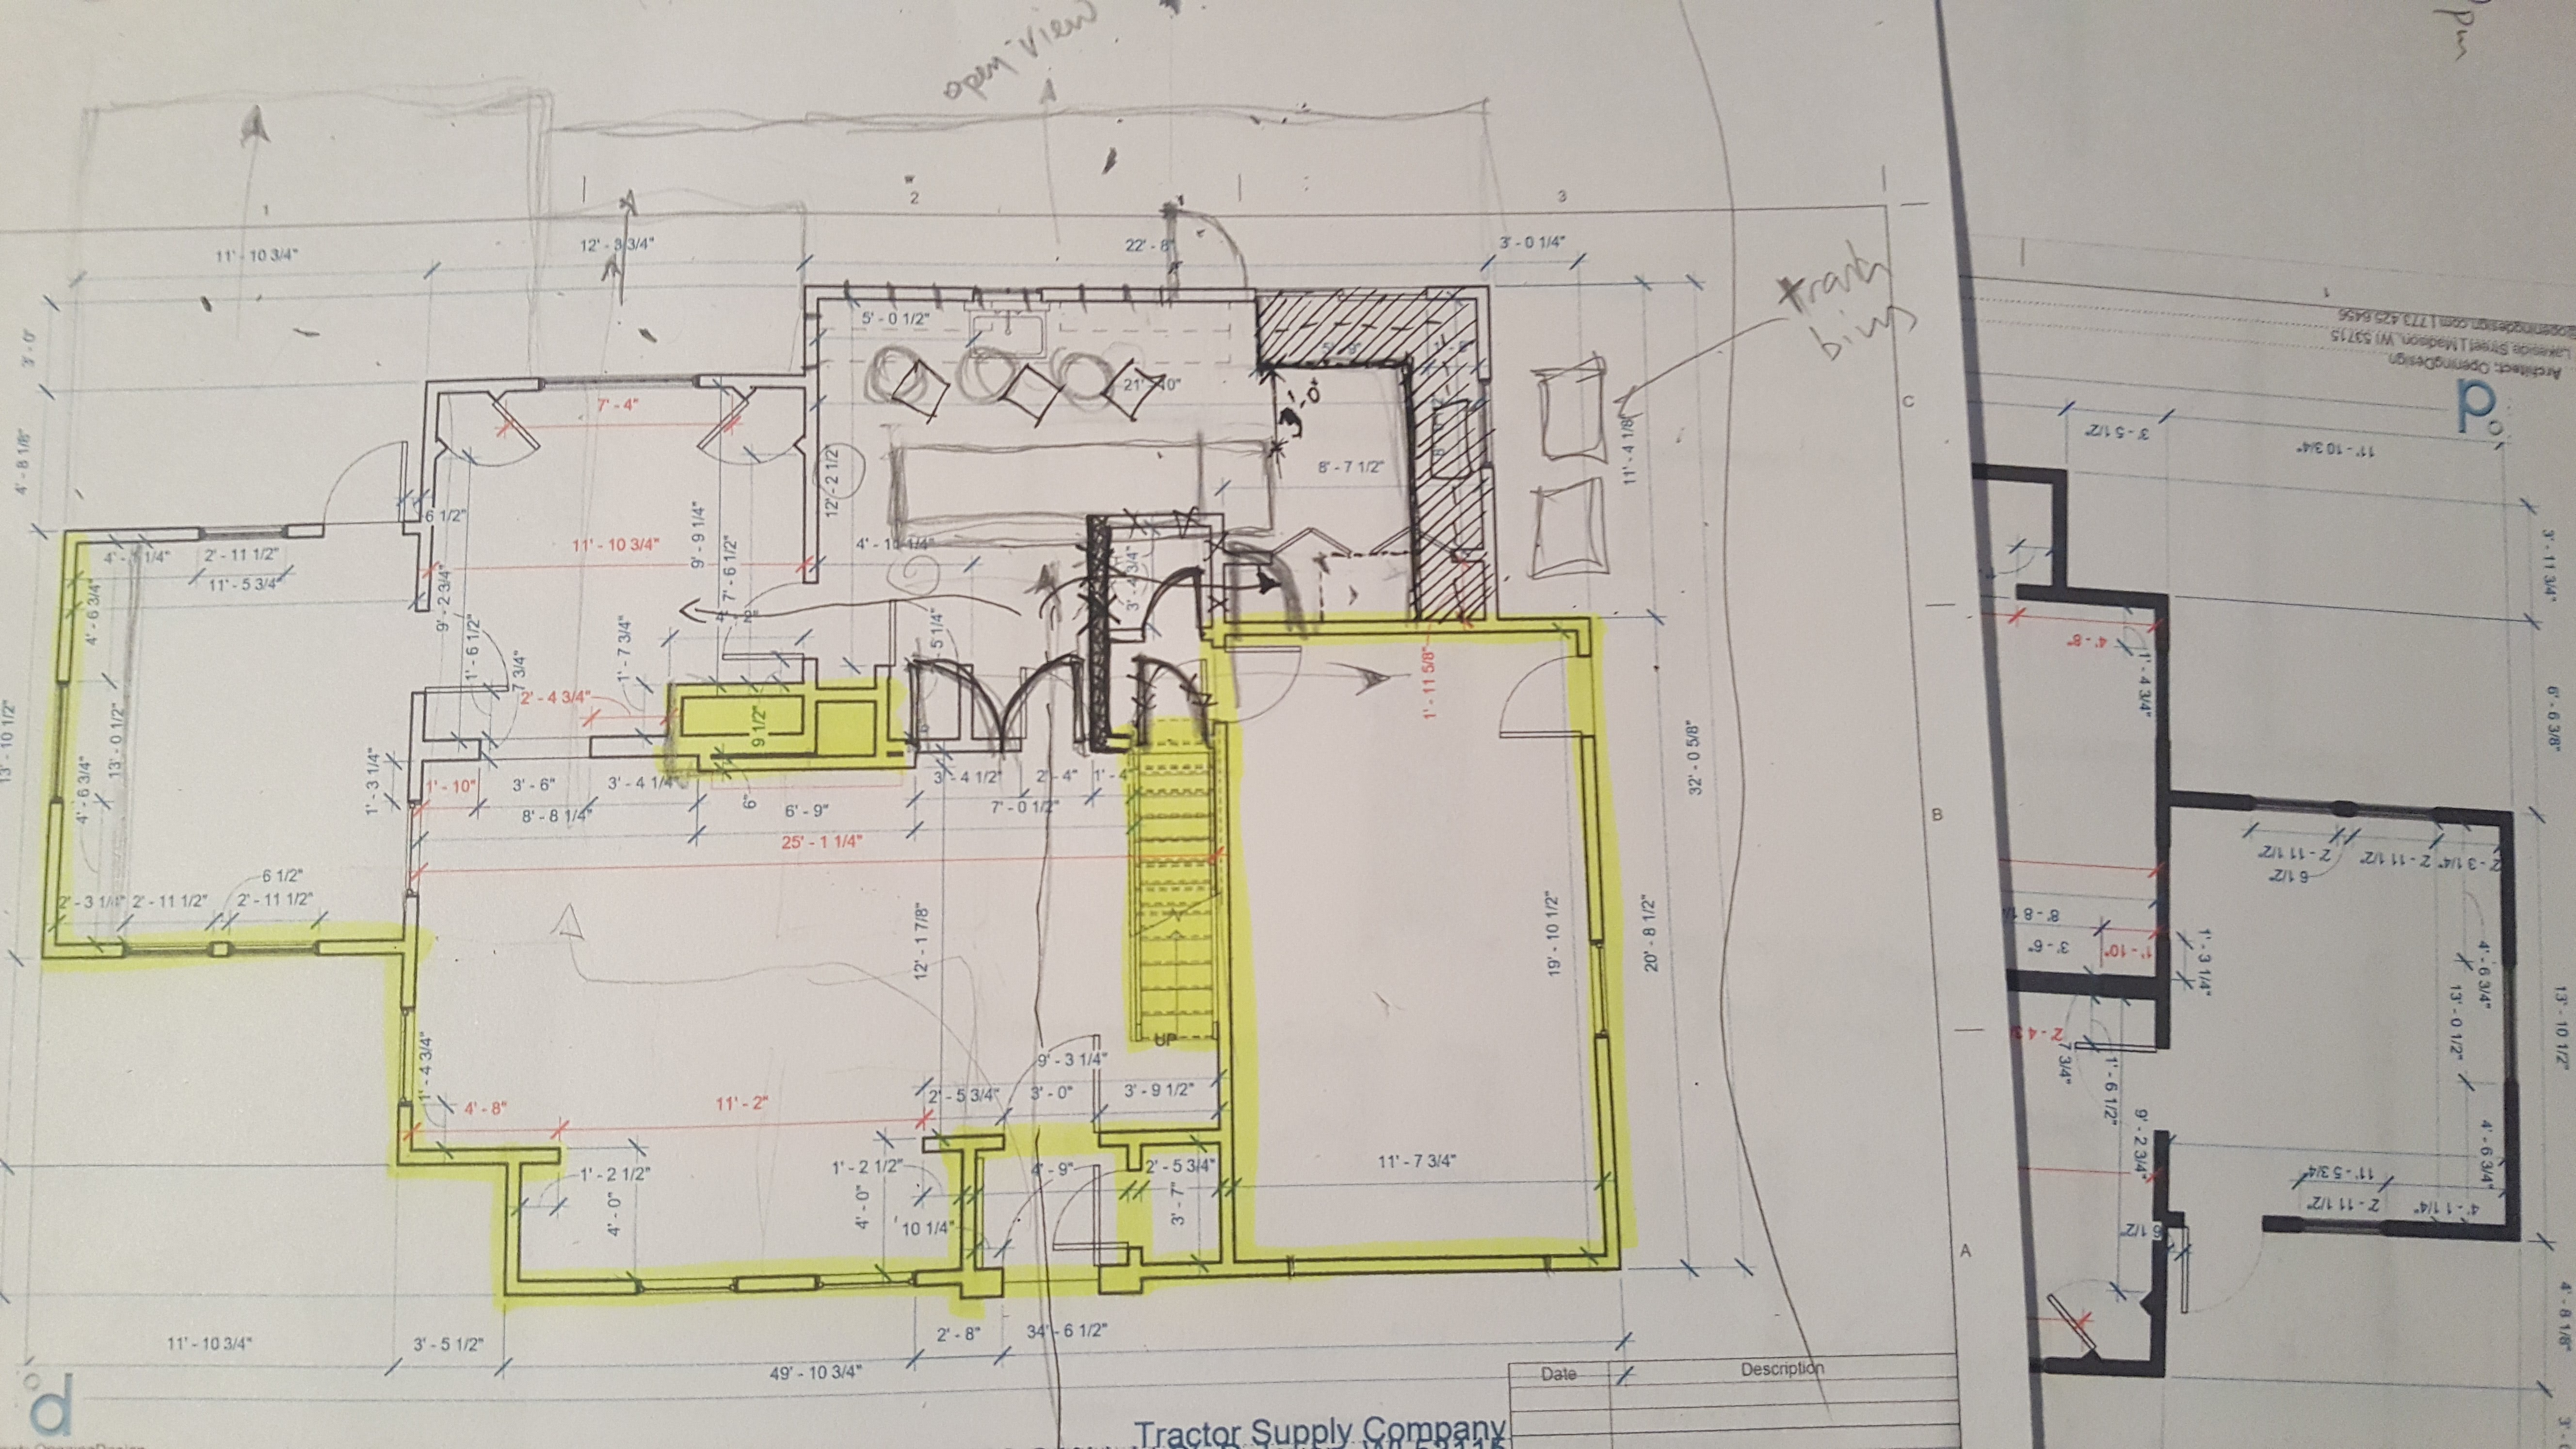 open view
1
2
3
11' - 10 3/4"
12' - 3 3/4"
22' - 8"
3' - 0 1/4"
trash
bins
3' - 0"
4' - 8 1/8"
5' - 0 1/2"
7' - 4"
3'-0"
C
8' - 7 1/2"
11' - 4 1/8"
12' - 2 1/2"
6 1/2"
9' - 9 1/4"
11' - 10 3/4"
2' - 11 1/2"
11' - 5 3/4"
7' - 6 1/2"
3' - 4 3/4"
4' - 6 3/4"
9' - 2 3/4"
1' - 6 1/2"
7 3/4"
1' - 7 3/4"
5 1/4"
2' - 4 3/4"
9 1/2"
1' - 11 5/8"
32' - 0 5/8"
13' - 10 1/2"
13' - 0 1/2"
4' - 6 3/4"
1' - 3 1/4"
1' - 10"
3' - 6"
3' - 4 1/4"
6"
3' - 4 1/2"
2' - 4"
1' - 4
8' - 8 1/4"
6' - 9"
7' - 0 1/2"
25' - 1 1/4"
B
6 1/2"
2' - 3 1/4"
2' - 11 1/2"
2' - 11 1/2"
12' - 1 7/8"
19' - 10 1/2"
20' - 8 1/2"
UP
1' - 4 3/4"
9' - 3 1/4"
4' - 8"
11' - 2"
2' - 5 3/4"
3' - 0"
3' - 9 1/2"
1' - 2 1/2"
4' - 0"
1' - 2 1/2"
4' - 0"
4' - 9"
2' - 5 3/4"
3' - 7"
10 1/4"
11' - 7 3/4"
A
11' - 10 3/4"
3' - 5 1/2"
2' - 8"
34' - 6 1/2"
49' - 10 3/4"
Date
Description
d
Tractor Supply Company
pm
1
openingdesign.com | 773.425.6456
Lakeside Street | Madison, WI 53715
Architect: OpeningDesign
d
3' - 5 1/2"
11' - 10 3/4"
3' - 11 3/4"
4' - 8"
1' - 4 3/4"
6' - 6 3/8"
2' - 11 1/2"
2' - 11 1/2"
2' - 3 1/4"
6 1/2"
8' - 8 1/4
3' - 6"
1' - 10"
1' - 3 1/4"
4' - 6 3/4"
13' - 0 1/2"
13' - 10 1/2"
7 3/4"
1' - 6 1/2"
9' - 2 3/4"
4' - 6 3/4"
11' - 5 3/4"
2' - 11 1/2"
4' - 1 1/4"
6 1/2"
4' - 8 1/8"